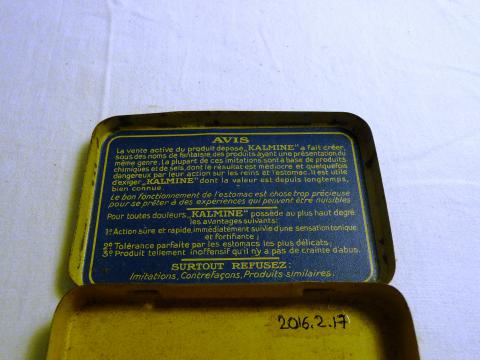 AVIS
La vente active du produit déposé „KALMINE" a fait créer,
sous des noms de fantaisie, des produits ayant une présentation du
même genre. La plupart de ces imitations sont à base de produits
chimiques et de sels, dont le résultat est médiocre et quelquefois
dangereux par leur action sur les reins et l'estomac. Il est utile
d'exiger „KALMINE" dont la valeur est depuis longtemps,
bien connue.
Le bon fonctionnement de l'estomac est chose trop précieuse
pour se prêter à des expériences qui peuvent être nuisibles
Pour toutes douleurs „KALMINE" possède au plus haut degré
les avantages suivants:
1º Action sûre et rapide, immédiatement suivie d'une sensation tonique
et fortifiante;
2º Tolérance parfaite par les estomacs les plus délicats,
3º Produit tellement inoffensif qu'il n'y a pas de crainte d'abus.
SURTOUT REFUSEZ:
Imitations, Contrefaçons, Produits similaires.
2016.2.17